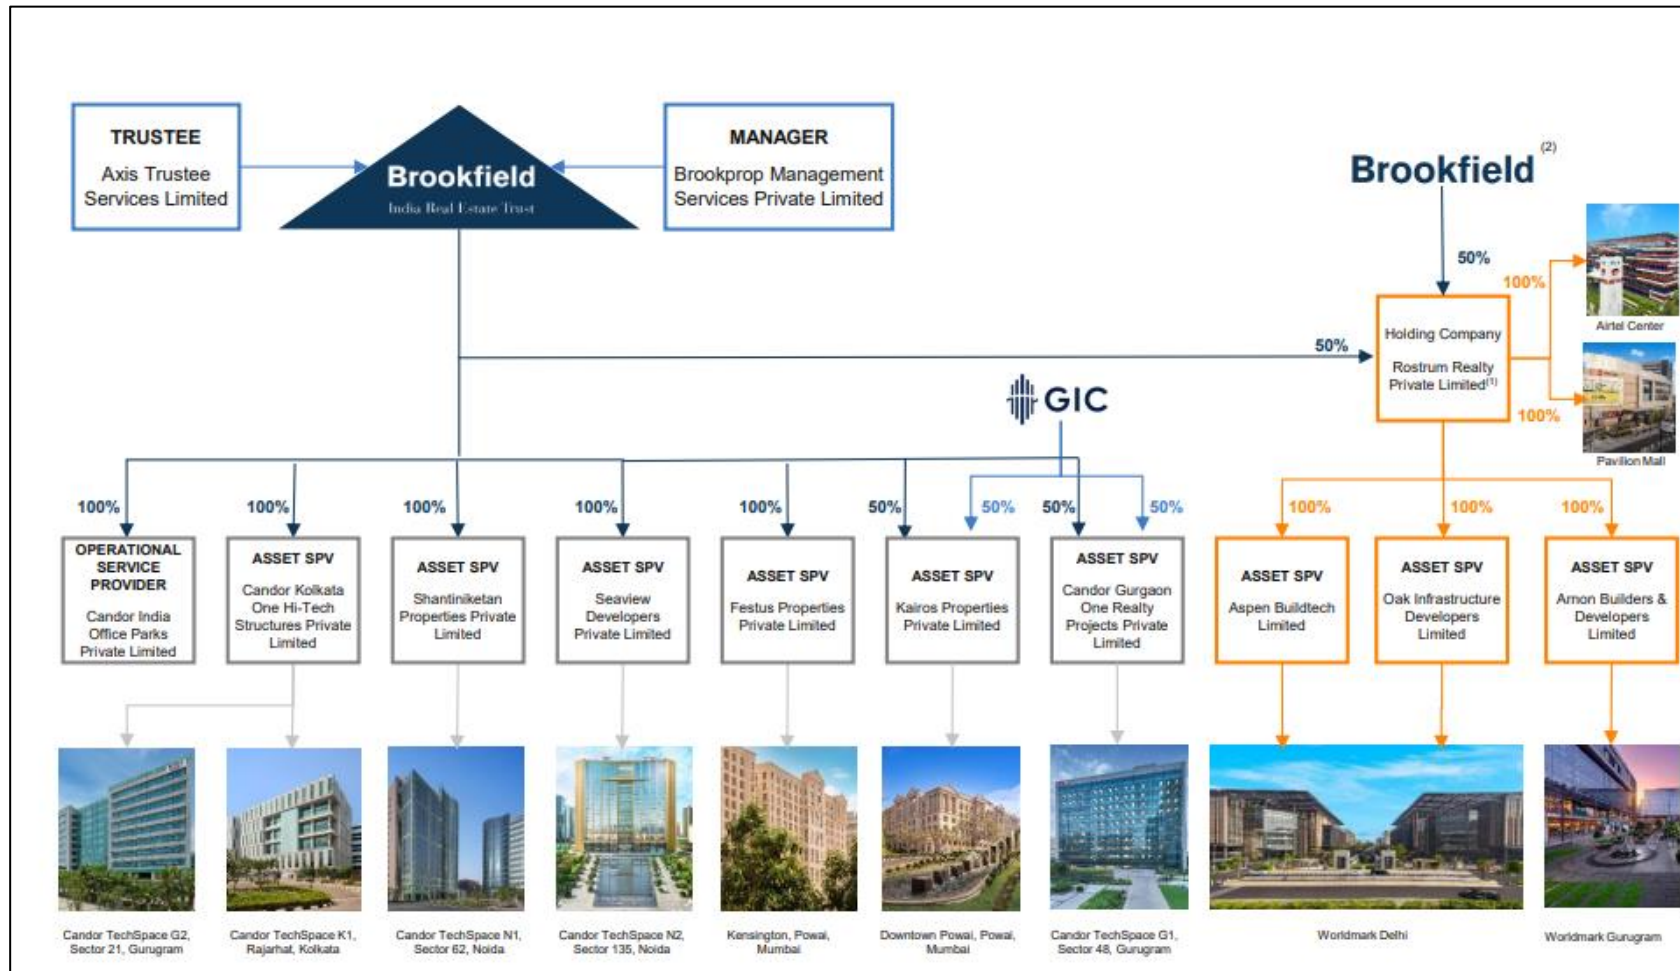 TRUSTEE
Axis Trustee
Services Limited
Brookfield
India Real Estate Trust
MANAGER
Brookprop Management
Services Private Limited
Brookfield (2)
50%
100%
Airtel Center
Holding Company
Rostrum Realty
Private Limited(1)
50%
100%
Pavilion Mall
GIC
100%
100%
100%
100%
100%
50%
50%
50%
50%
100%
100%
100%
OPERATIONAL
SERVICE
PROVIDER
Candor India
Office Parks
Private Limited
ASSET SPV
Candor Kolkata
One Hi-Tech
Structures Private
Limited
ASSET SPV
Shantiniketan
Properties Private
Limited
ASSET SPV
Seaview
Developers
Private Limited
ASSET SPV
Festus Properties
Private Limited
ASSET SPV
Kairos Properties
Private Limited
ASSET SPV
Candor Gurgaon
One Realty
Projects Private
Limited
ASSET SPV
Aspen Buildtech
Limited
ASSET SPV
Oak Infrastructure
Developers
Limited
ASSET SPV
Arnon Builders &
Developers
Limited
Candor TechSpace G2,
Sector 21, Gurugram
Candor TechSpace K1,
Rajarhat, Kolkata
Candor TechSpace N1,
Sector 62, Noida
Candor TechSpace N2,
Sector 135, Noida
Kensington, Powai,
Mumbai
Downtown Powai, Powai,
Mumbai
Candor TechSpace G1,
Sector 48, Gurugram
Worldmark Delhi
Worldmark Gurugram